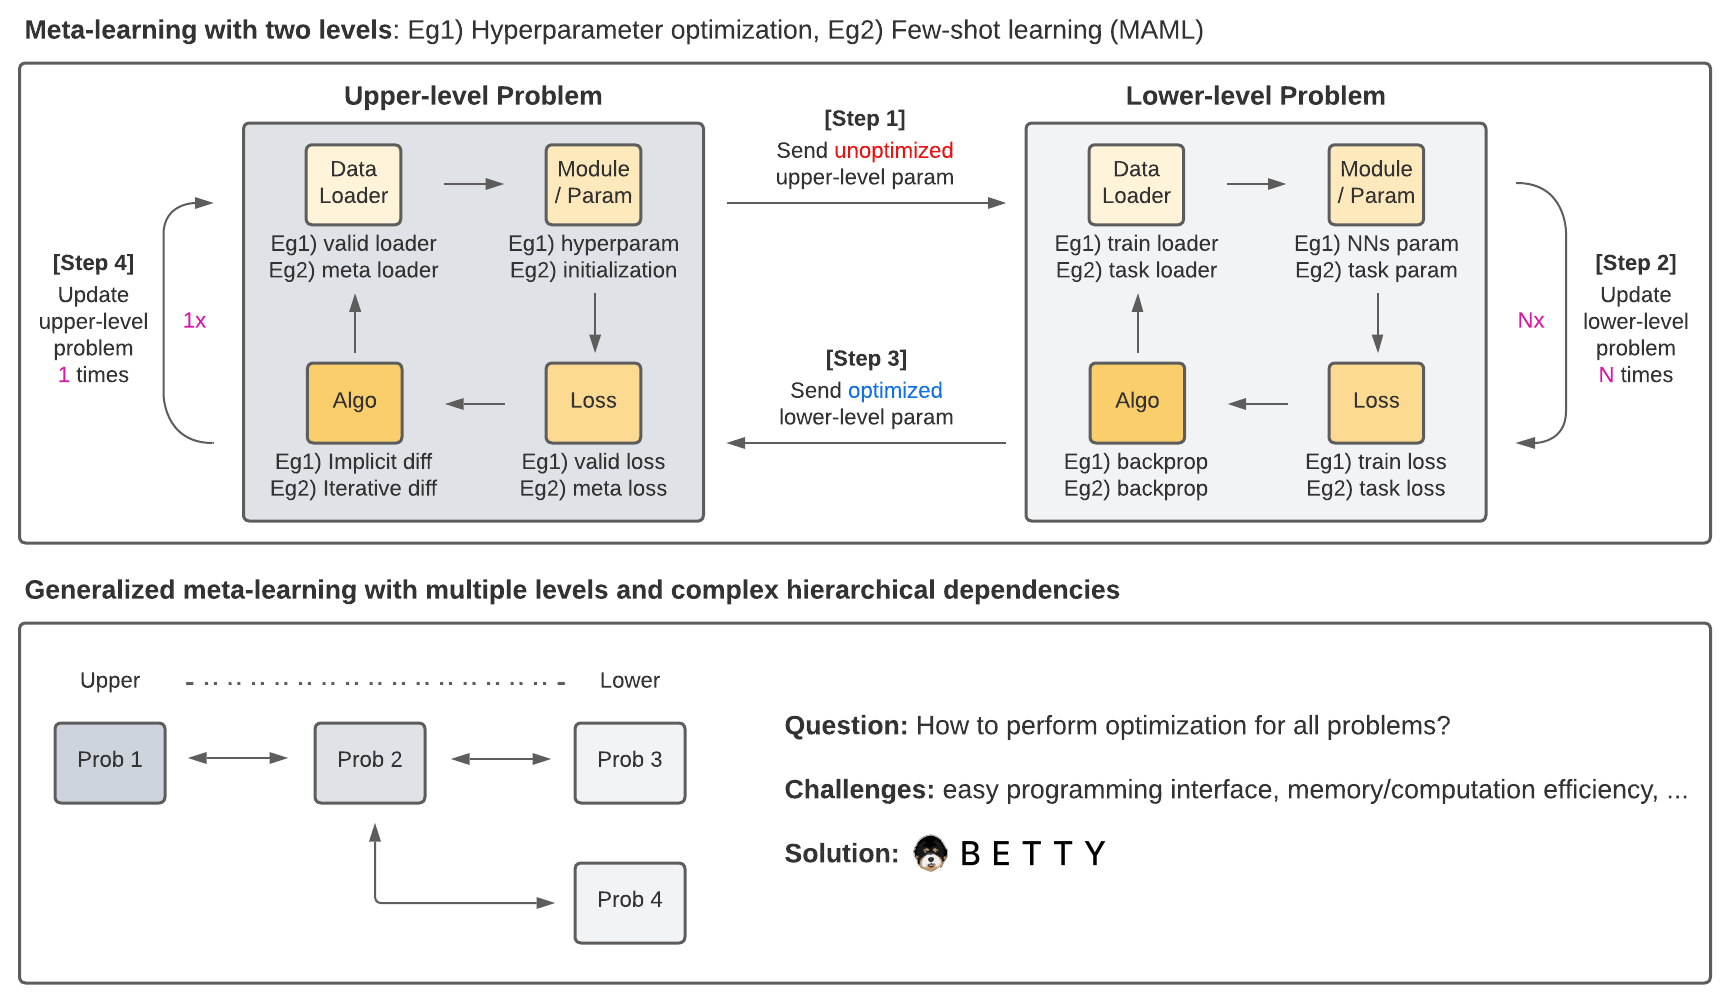 Meta-learning with two levels: Eg1) Hyperparameter optimization, Eg2) Few-shot learning (MAML)
Upper-level Problem
Data
Loader
Eg1) valid loader
Eg2) meta loader
Module
/ Param
Eg1) hyperparam
Eg2) initialization
Algo
Eg1) Implicit diff
Eg2) Iterative diff
Loss
Eg1) valid loss
Eg2) meta loss
[Step 4]
Update
upper-level
problem
1 times
1x
[Step 1]
Send unoptimized
upper-level param
[Step 3]
Send optimized
lower-level param
Lower-level Problem
Data
Loader
Eg1) train loader
Eg2) task loader
Module
/ Param
Eg1) NNs param
Eg2) task param
Algo
Eg1) backprop
Eg2) backprop
Loss
Eg1) train loss
Eg2) task loss
Nx
[Step 2]
Update
lower-level
problem
N times
Generalized meta-learning with multiple levels and complex hierarchical dependencies
Upper
Lower
Prob 1
Prob 2
Prob 3
Prob 4
Question: How to perform optimization for all problems?
Challenges: easy programming interface, memory/computation efficiency, ...
Solution: BETTY